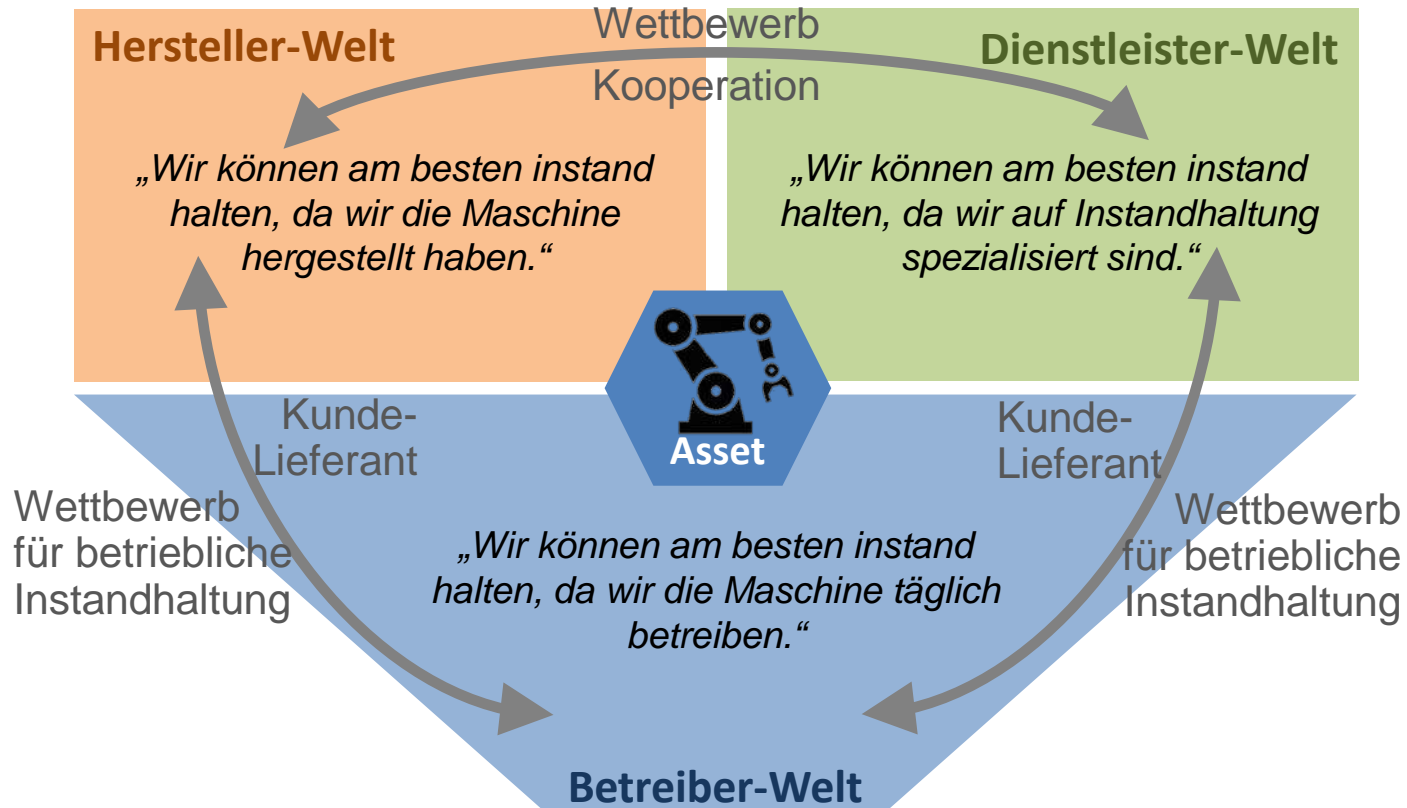 Wettbewerb
Kooperation
Hersteller-Welt
Dienstleister-Welt
„Wir können am besten instand
halten, da wir die Maschine
hergestellt haben.“
„Wir können am besten instand
halten, da wir auf Instandhaltung
spezialisiert sind.“
Asset
Kunde-
Lieferant
Kunde-
Lieferant
Wettbewerb
für betriebliche
Instandhaltung
Wettbewerb
für betriebliche
Instandhaltung
„Wir können am besten instand
halten, da wir die Maschine täglich
betreiben.“
Betreiber-Welt